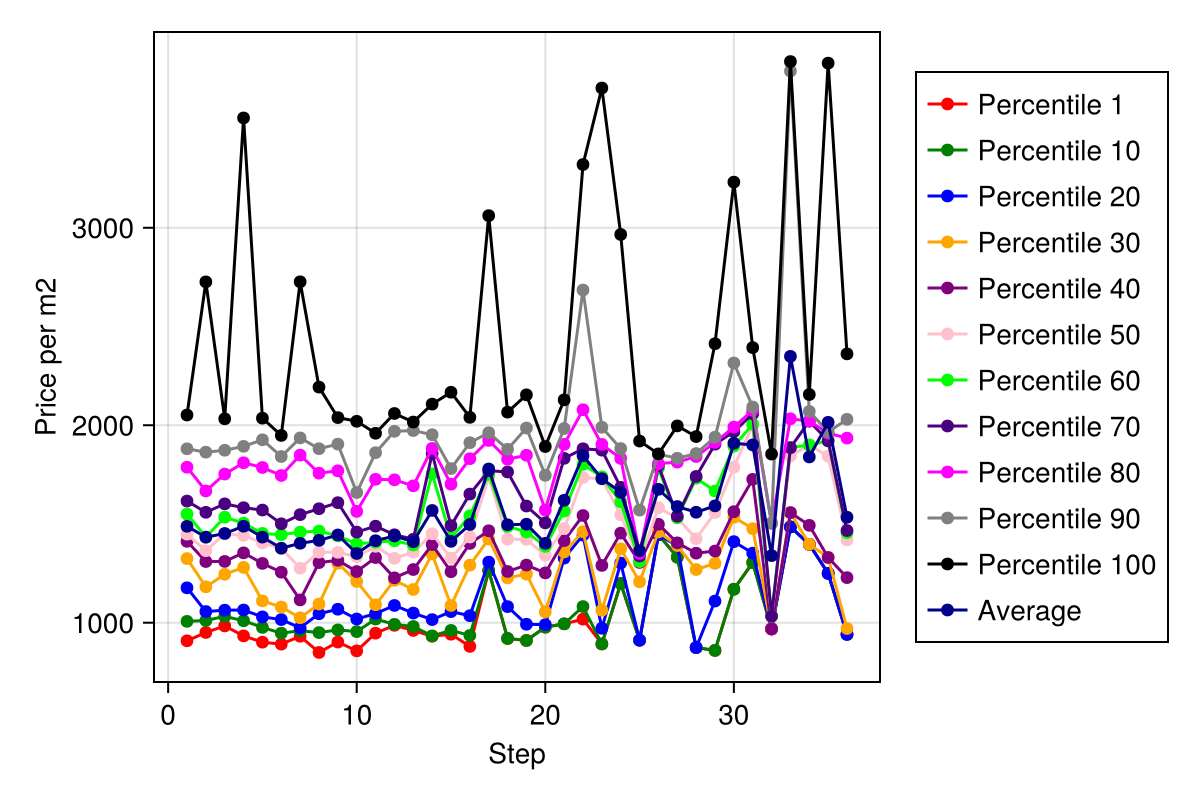 Price per m2
3000
2000
1000
0
10
20
30
Step
Percentile 1
Percentile 10
Percentile 20
Percentile 30
Percentile 40
Percentile 50
Percentile 60
Percentile 70
Percentile 80
Percentile 90
Percentile 100
Average